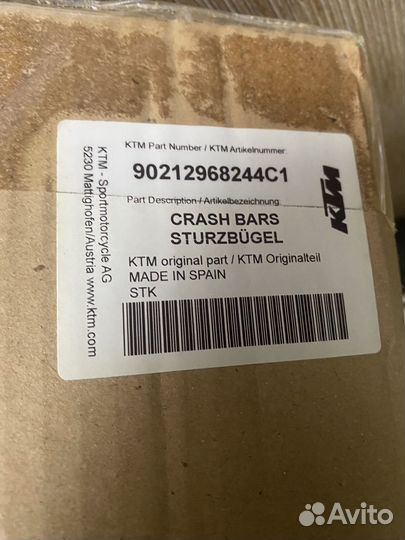 KTM Part Number / KTM Artikelnummer:
90212968244C1
Part Description / Artikelbezeichnung:
CRASH BARS
STURZBÜGEL
KTM original part / KTM Originalteil
MADE IN SPAIN
STK
KTM - Sportmotorcycle AG
5230 Mattighofen/Austria www.ktm.com
KTM
Avito